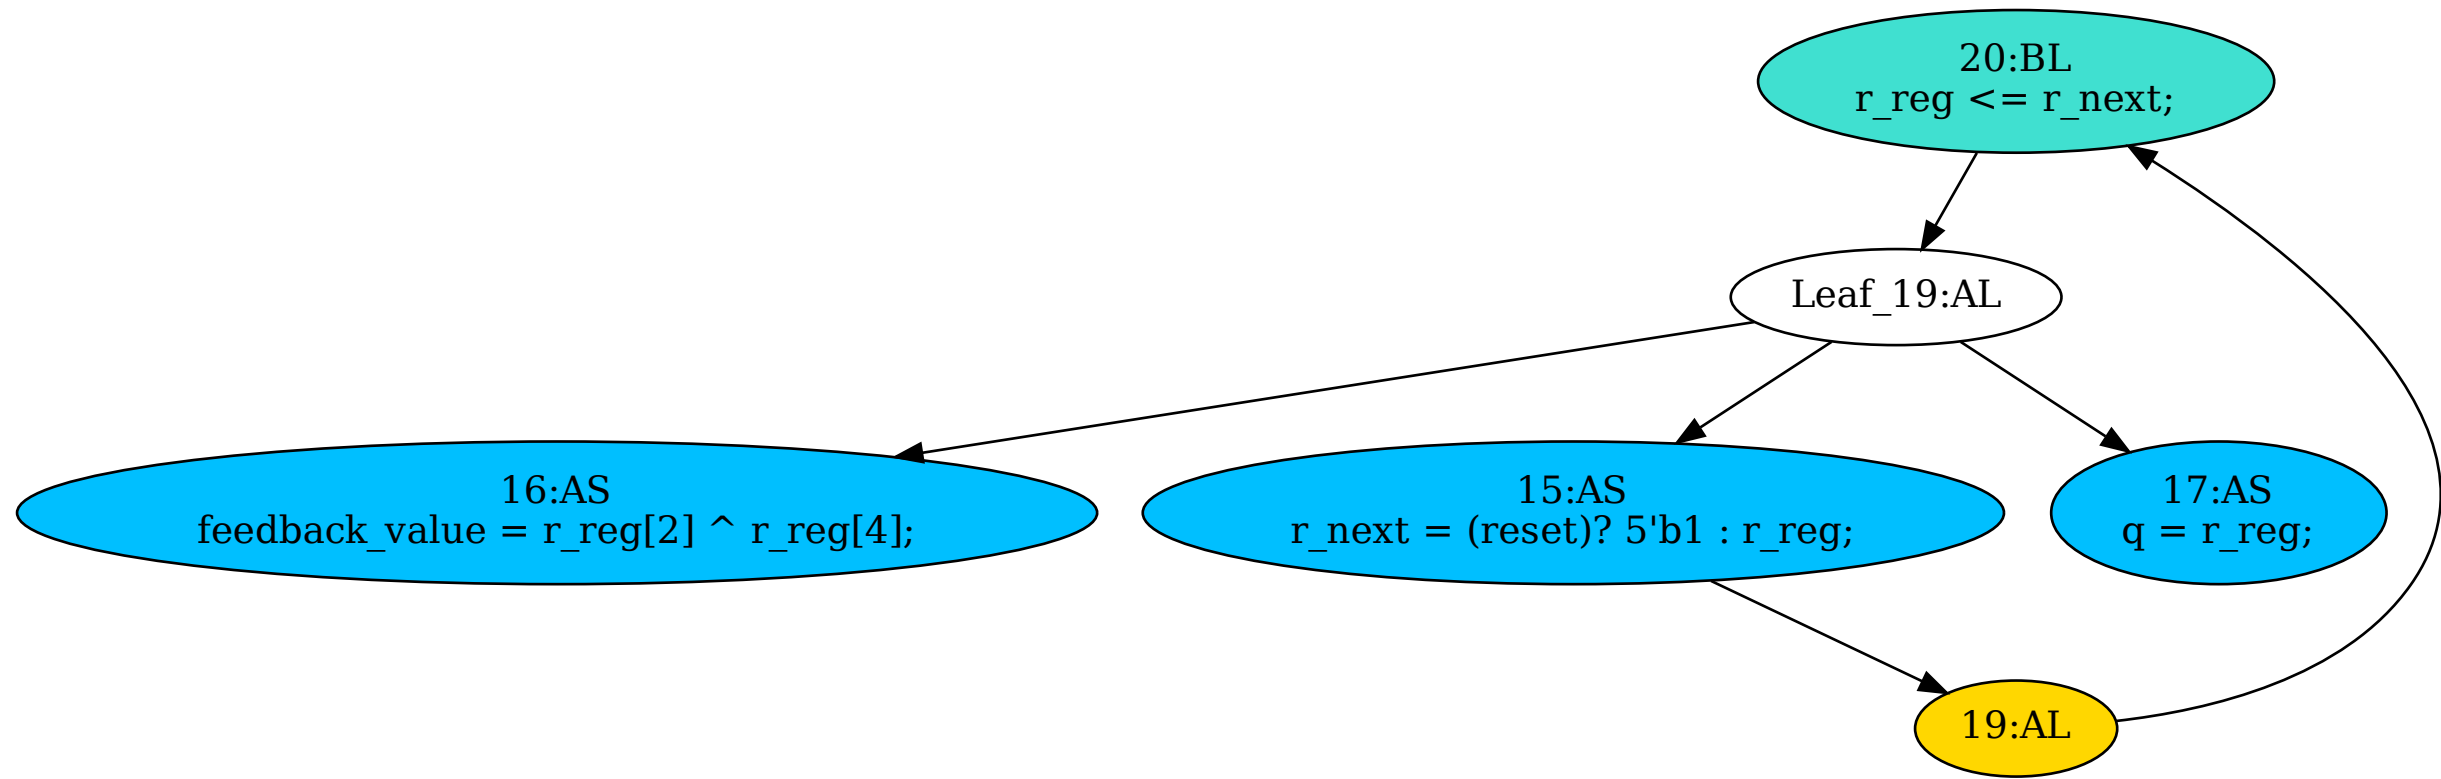 20:BL
r_reg <= r_next;
Leaf_19:AL
16:AS
feedback_value = r_reg[2] ^ r_reg[4];
15:AS
r_next = (reset)? 5'b1 : r_reg;
17:AS
q = r_reg;
19:AL